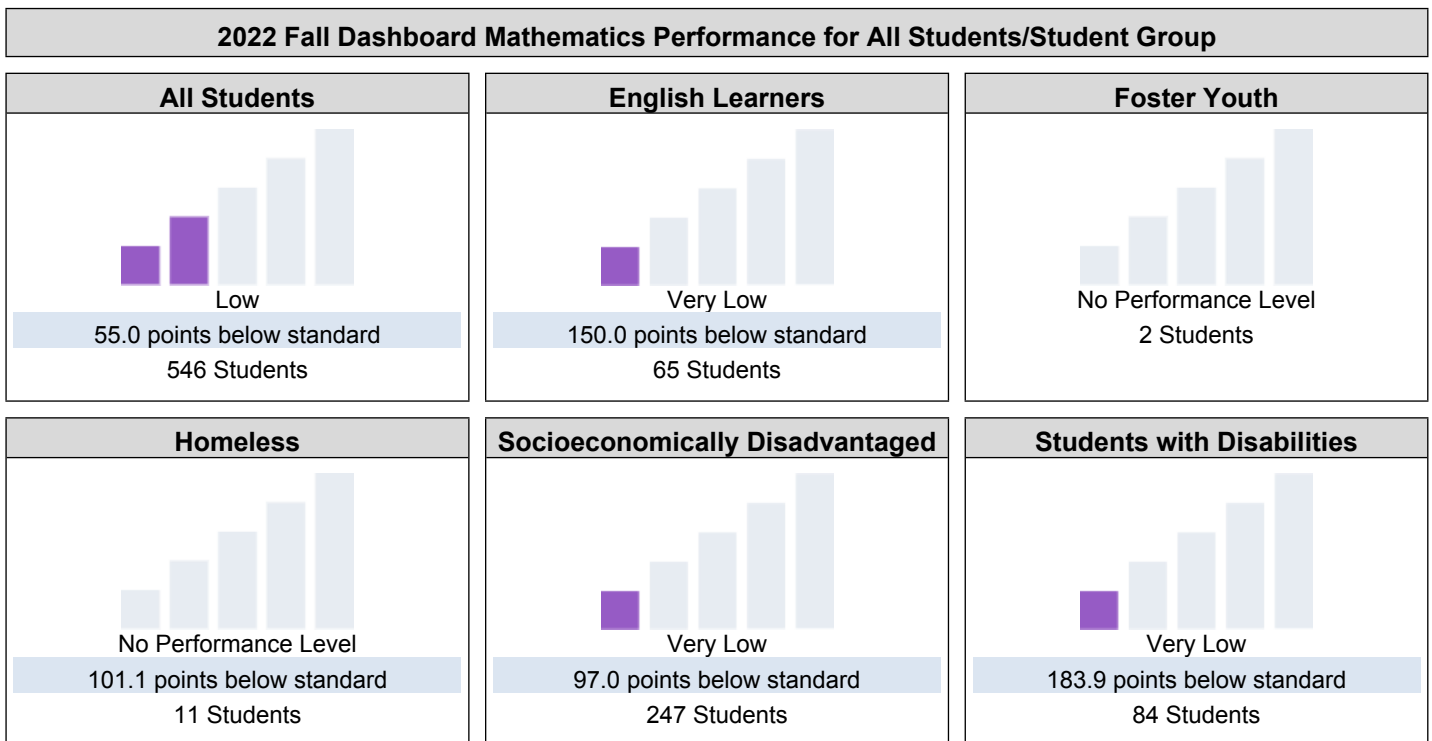 2022 Fall Dashboard Mathematics Performance for All Students/Student Group
All Students
Low
55.0 points below standard
546 Students
English Learners
Very Low
150.0 points below standard
65 Students
Foster Youth
No Performance Level
2 Students
Homeless
No Performance Level
101.1 points below standard
11 Students
Socioeconomically Disadvantaged
Very Low
97.0 points below standard
247 Students
Students with Disabilities
Very Low
183.9 points below standard
84 Students